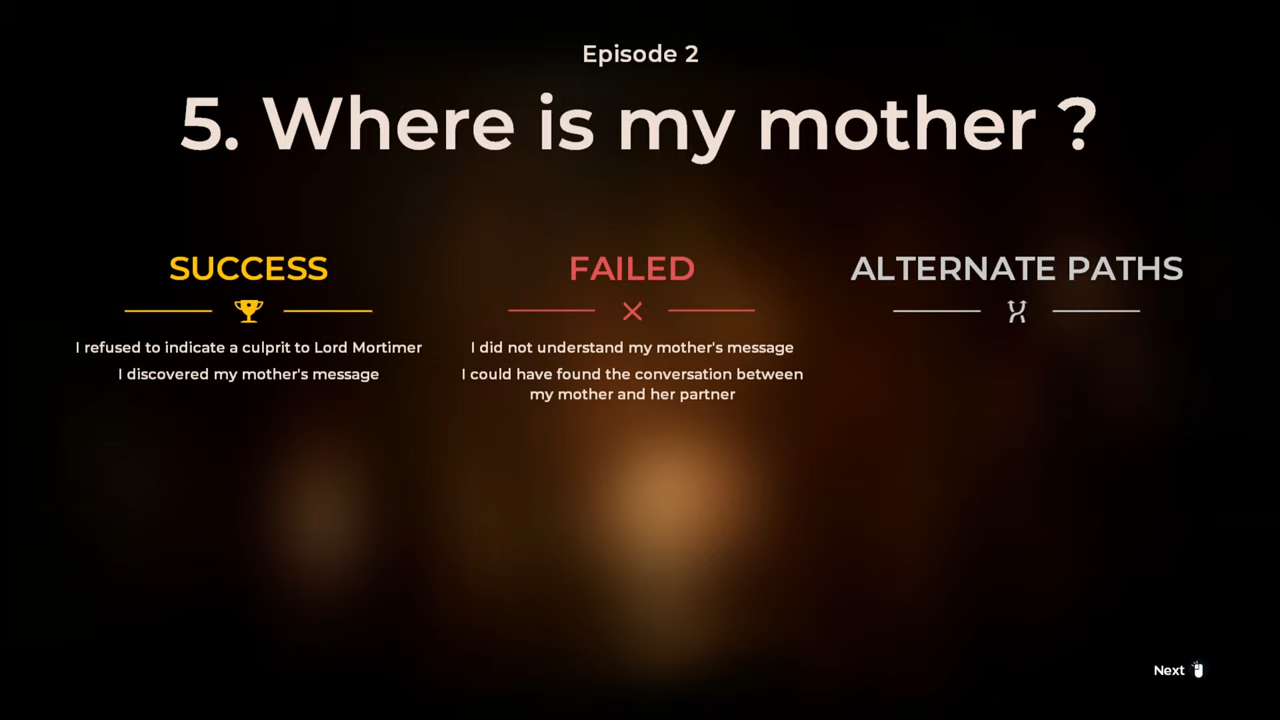 Episode 2
5. Where is my mother ?
SUCCESS
I refused to indicate a culprit to Lord Mortimer
I discovered my mother's message
FAILED
I did not understand my mother's message
I could have found the conversation between
my mother and her partner
ALTERNATE PATHS
Next